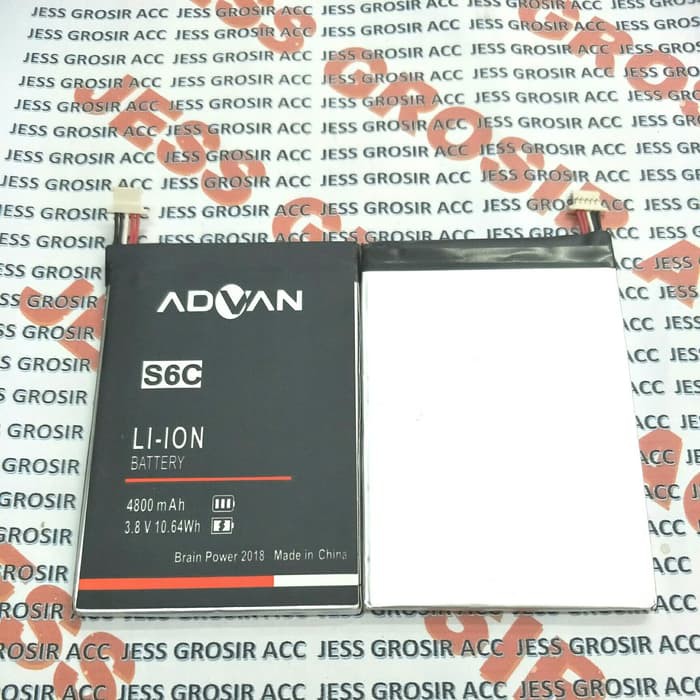 JESS GROSIR ACC
ADVAN
S6C
LI-ION
BATTERY
4800 mAh
3.8 V 10.64Wh
Brain Power 2018 Made in China